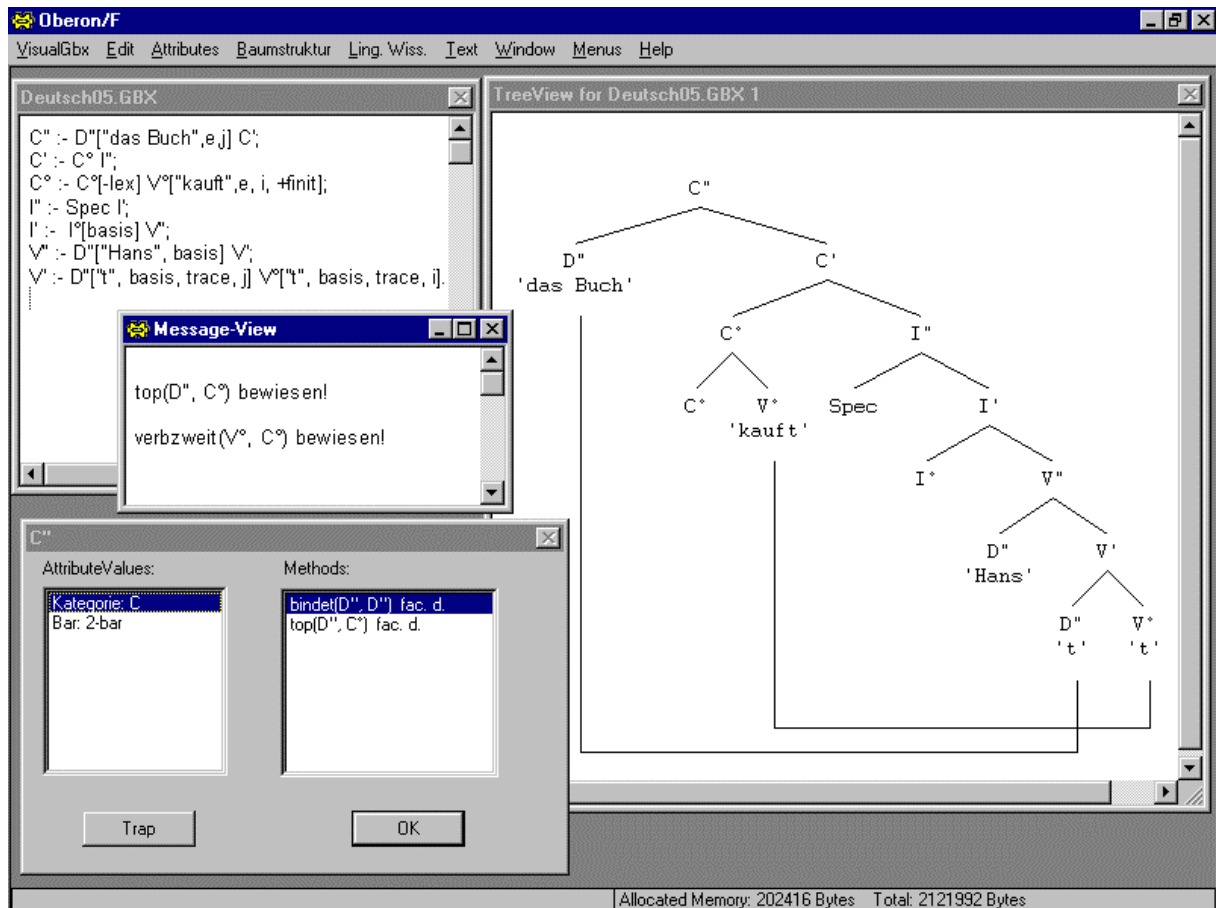 Oberon/F
VisualGbx Edit Attributes Baumstruktur Ling. Wiss. Text Window Menus Help
Deutsch05.GBX
C" :- D"["das Buch",e,j] C';
C' :- C° I";
C° :- C°[-lex] V°["kauft",e, i, +finit];
I" :- Spec I';
I' :- I°[basis] V";
V" :- D"["Hans", basis] V';
V' :- D"["t", basis, trace, j] V°["t", basis, trace, i].
Message-View
top(D", C°) bewiesen!
verbzweit(V°, C°) bewiesen!
C"
AttributeValues:
Kategorie: C
Bar: 2-bar
Methods:
bindet(D", D") fac. d.
top(D", C°) fac. d.
Trap
OK
TreeView for Deutsch05.GBX 1
C"
D" C'
'das Buch'
C° I"
C° V° Spec I'
'kauft'
I° V"
D" V'
'Hans'
D" V°
't' 't'
Allocated Memory: 202416 Bytes Total: 2121992 Bytes